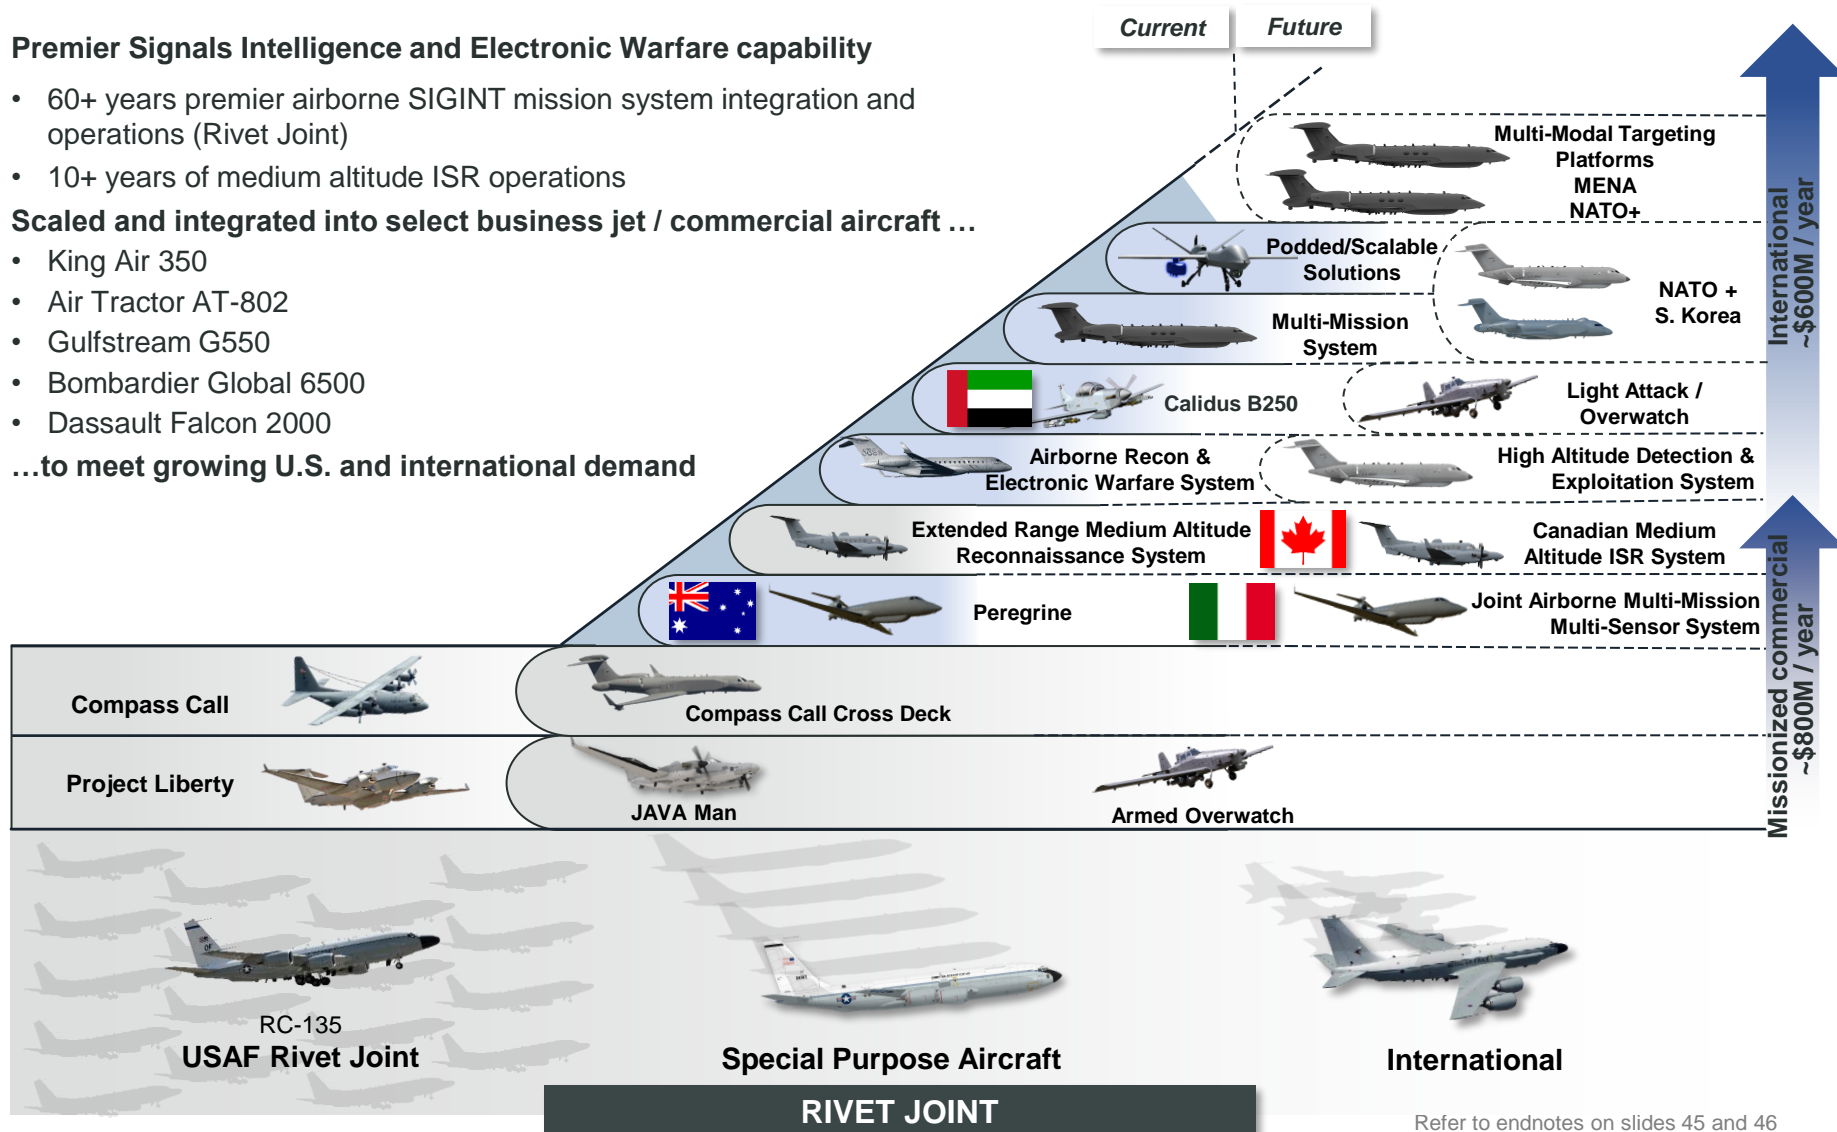 Premier Signals Intelligence and Electronic Warfare capability
• 60+ years premier airborne SIGINT mission system integration and
operations (Rivet Joint)
• 10+ years of medium altitude ISR operations
Scaled and integrated into select business jet / commercial aircraft …
• King Air 350
• Air Tractor AT-802
• Gulfstream G550
• Bombardier Global 6500
• Dassault Falcon 2000
…to meet growing U.S. and international demand
Current
Future
Multi-Modal Targeting
Platforms
MENA
NATO+
Podded/Scalable
Solutions
NATO +
S. Korea
Multi-Mission
System
Calidus B250
Light Attack /
Overwatch
Airborne Recon &
Electronic Warfare System
High Altitude Detection &
Exploitation System
Extended Range Medium Altitude
Reconnaissance System
Canadian Medium
Altitude ISR System
Peregrine
Joint Airborne Multi-Mission
Multi-Sensor System
International
~$600M / year
Missionized commercial
~$800M / year
Compass Call
Compass Call Cross Deck
Project Liberty
JAVA Man
Armed Overwatch
RC-135
USAF Rivet Joint
Special Purpose Aircraft
International
RIVET JOINT
Refer to endnotes on slides 45 and 46